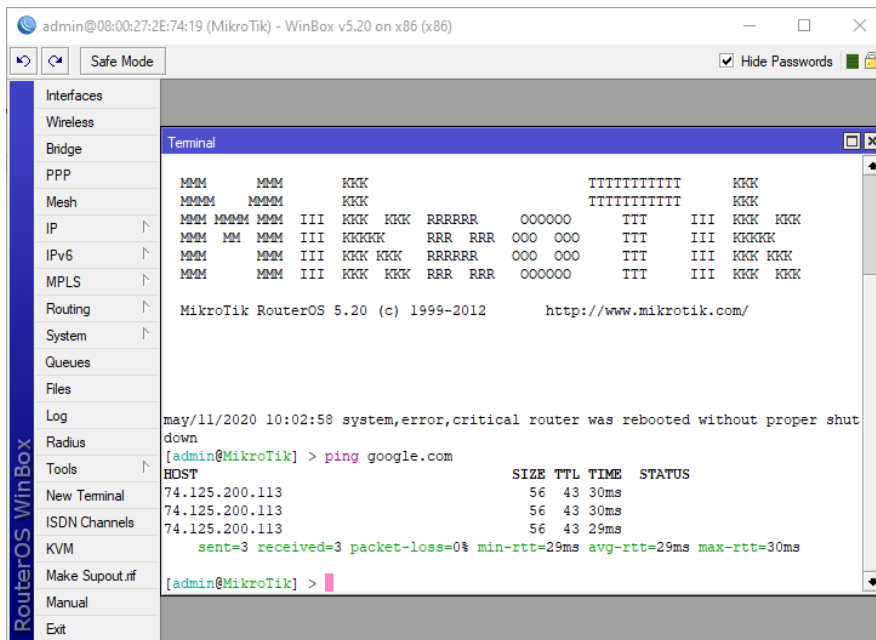 admin@08:00:27:2E:74:19 (MikroTik) - WinBox v5.20 on x86 (x86)
Safe Mode
Hide Passwords
Interfaces
Wireless
Bridge
PPP
Mesh
IP
IPv6
MPLS
Routing
System
Queues
Files
Log
Radius
Tools
New Terminal
ISDN Channels
KVM
Make Supout.rif
Manual
Exit
RouterOS WinBox
Terminal
MMM      MMM       KKK                          TTTTTTTTTTT      KKK
MMMM    MMMM       KKK                          TTTTTTTTTTT      KKK
MMM MMMM MMM  III  KKK  KKK  RRRRRR     OOOOOO      TTT     III  KKK  KKK
MMM  MM  MMM  III  KKKKK     RRR  RRR  OOO  OOO     TTT     III  KKKKK
MMM      MMM  III  KKK KKK   RRRRRR    OOO  OOO     TTT     III  KKK KKK
MMM      MMM  III  KKK  KKK  RRR  RRR   OOOOOO      TTT     III  KKK  KKK
MikroTik RouterOS 5.20 (c) 1999-2012       http://www.mikrotik.com/
may/11/2020 10:02:58 system,error,critical router was rebooted without proper shut
down
[admin@MikroTik] > ping google.com
HOST                                     SIZE TTL TIME  STATUS
74.125.200.113                             56  43 30ms
74.125.200.113                             56  43 30ms
74.125.200.113                             56  43 29ms
sent=3 received=3 packet-loss=0% min-rtt=29ms avg-rtt=29ms max-rtt=30ms
[admin@MikroTik] >